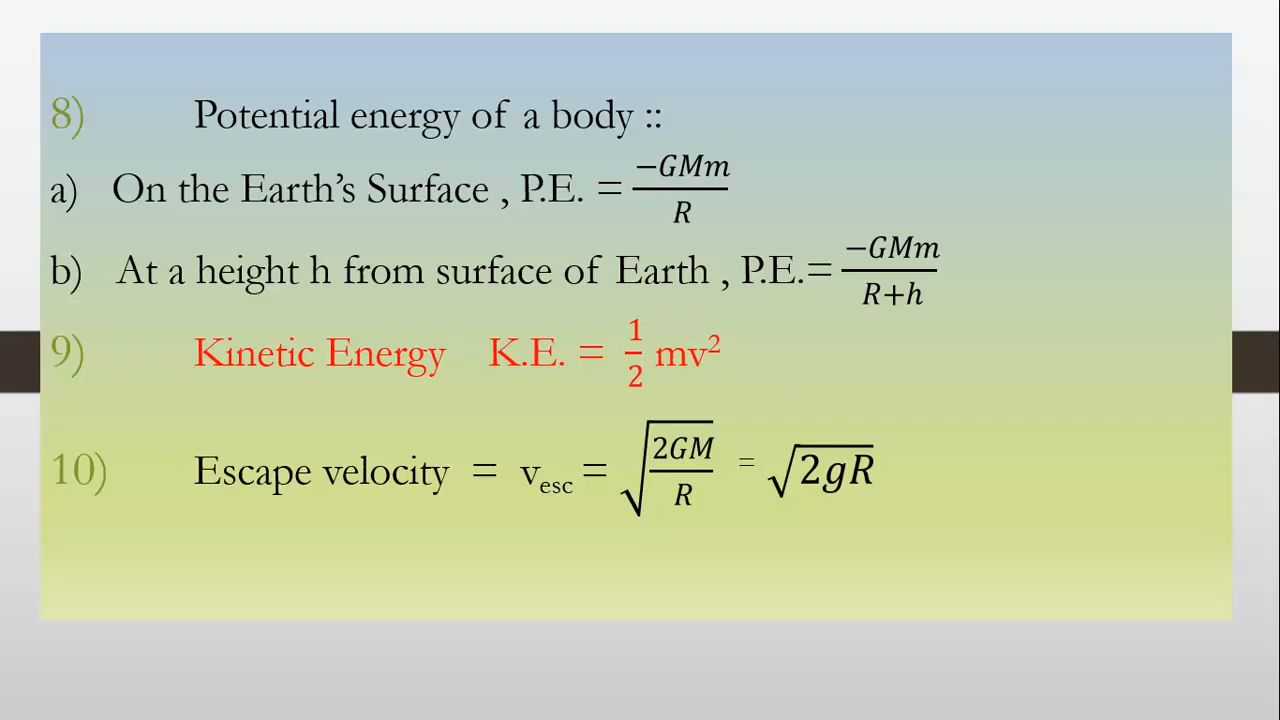 8) Potential energy of a body ::
a) On the Earth's Surface , P.E. = −GMm/R
b) At a height h from surface of Earth , P.E.= −GMm/R+h
9) Kinetic Energy K.E. = 1/2 mv²
10) Escape velocity = vesc = √2GM/R = √2gR